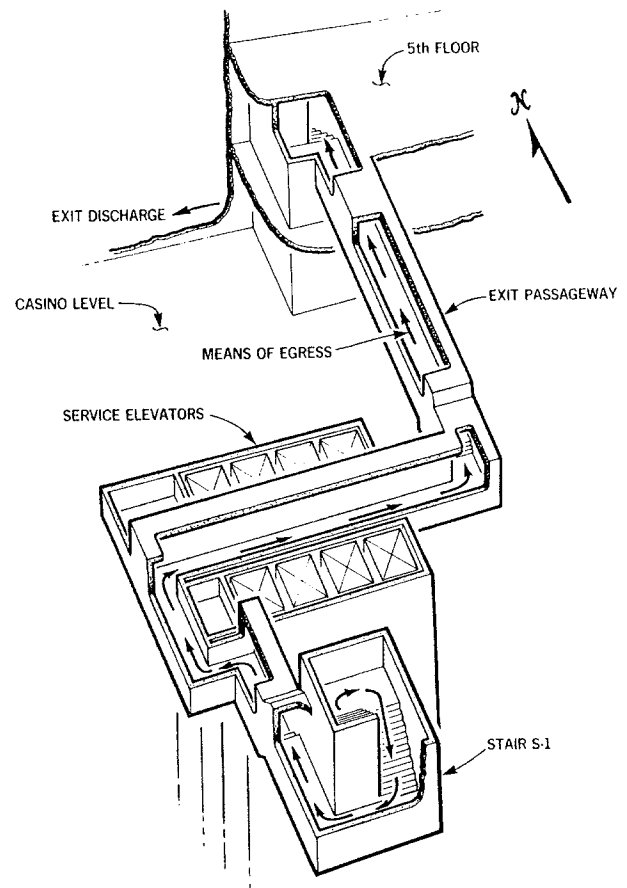 5th FLOOR
N
EXIT DISCHARGE
CASINO LEVEL
EXIT PASSAGEWAY
MEANS OF EGRESS
SERVICE ELEVATORS
STAIR S-1